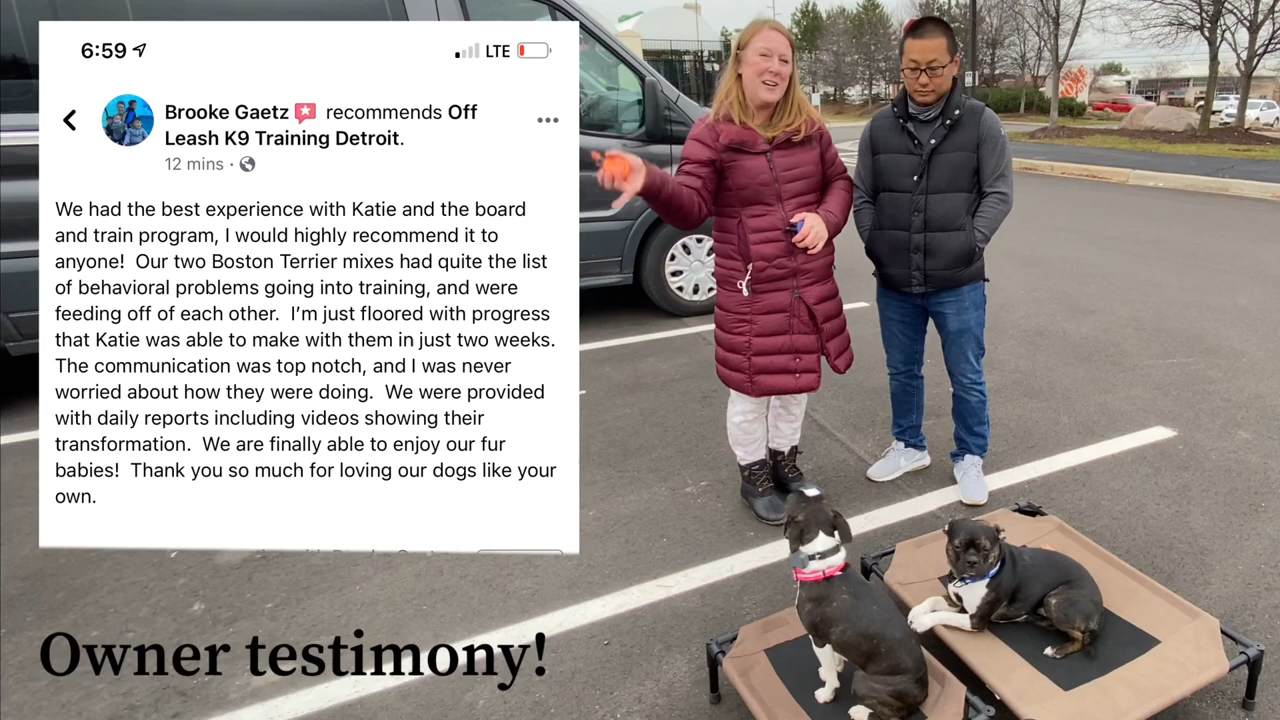 6:59
LTE
Brooke Gaetz recommends Off
Leash K9 Training Detroit.
12 mins ·
We had the best experience with Katie and the board
and train program, I would highly recommend it to
anyone!  Our two Boston Terrier mixes had quite the list
of behavioral problems going into training, and were
feeding off of each other.  I'm just floored with progress
that Katie was able to make with them in just two weeks.
The communication was top notch, and I was never
worried about how they were doing.  We were provided
with daily reports including videos showing their
transformation.  We are finally able to enjoy our fur
babies!  Thank you so much for loving our dogs like your
own.
Owner testimony!